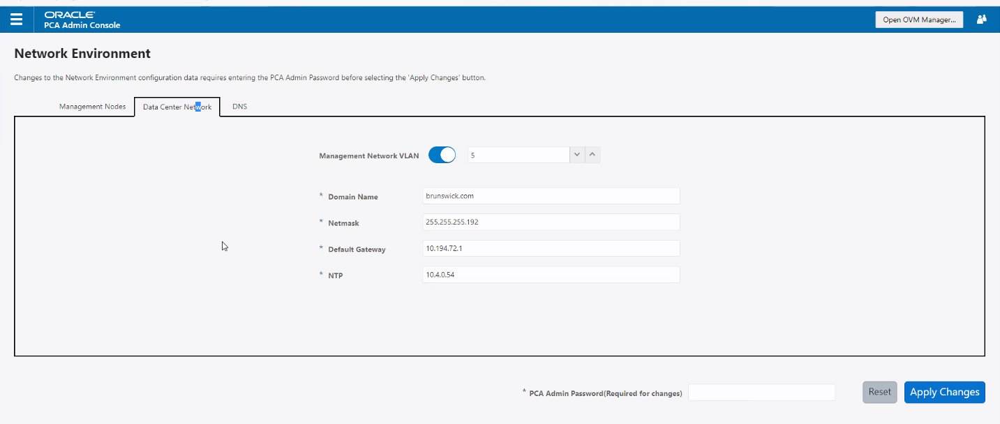 ORACLE
PCA Admin Console
Open OVM Manager...
Network Environment
Changes to the Network Environment configuration data requires entering the PCA Admin Password before selecting the 'Apply Changes' button.
Management Nodes Data Center Network DNS
Management Network VLAN 5
* Domain Name brunswick.com
* Netmask 255.255.255.192
* Default Gateway 10.194.72.1
* NTP 10.4.0.54
* PCA Admin Password(Required for changes) Reset Apply Changes